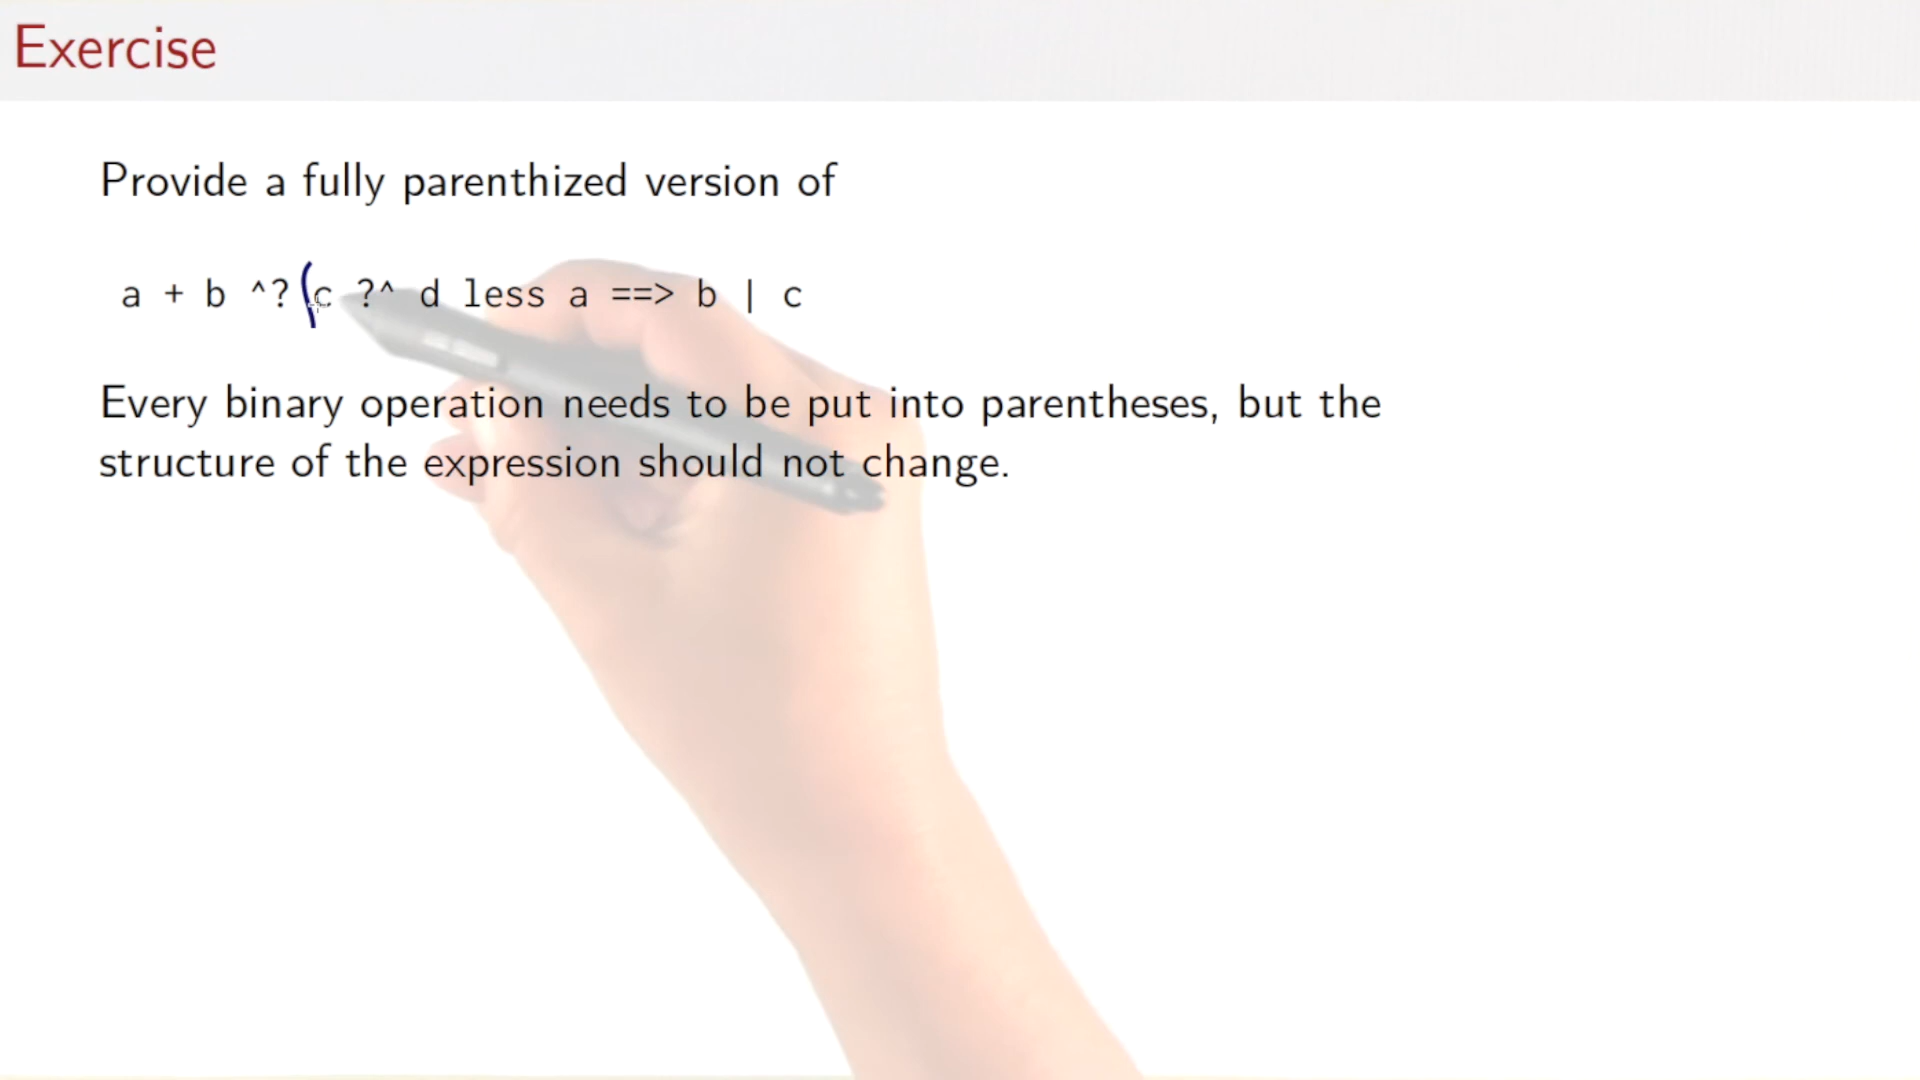 Exercise
Provide a fully parenthized version of
a + b ^? (c ?^ d less a ==> b | c
Every binary operation needs to be put into parentheses, but the
structure of the expression should not change.